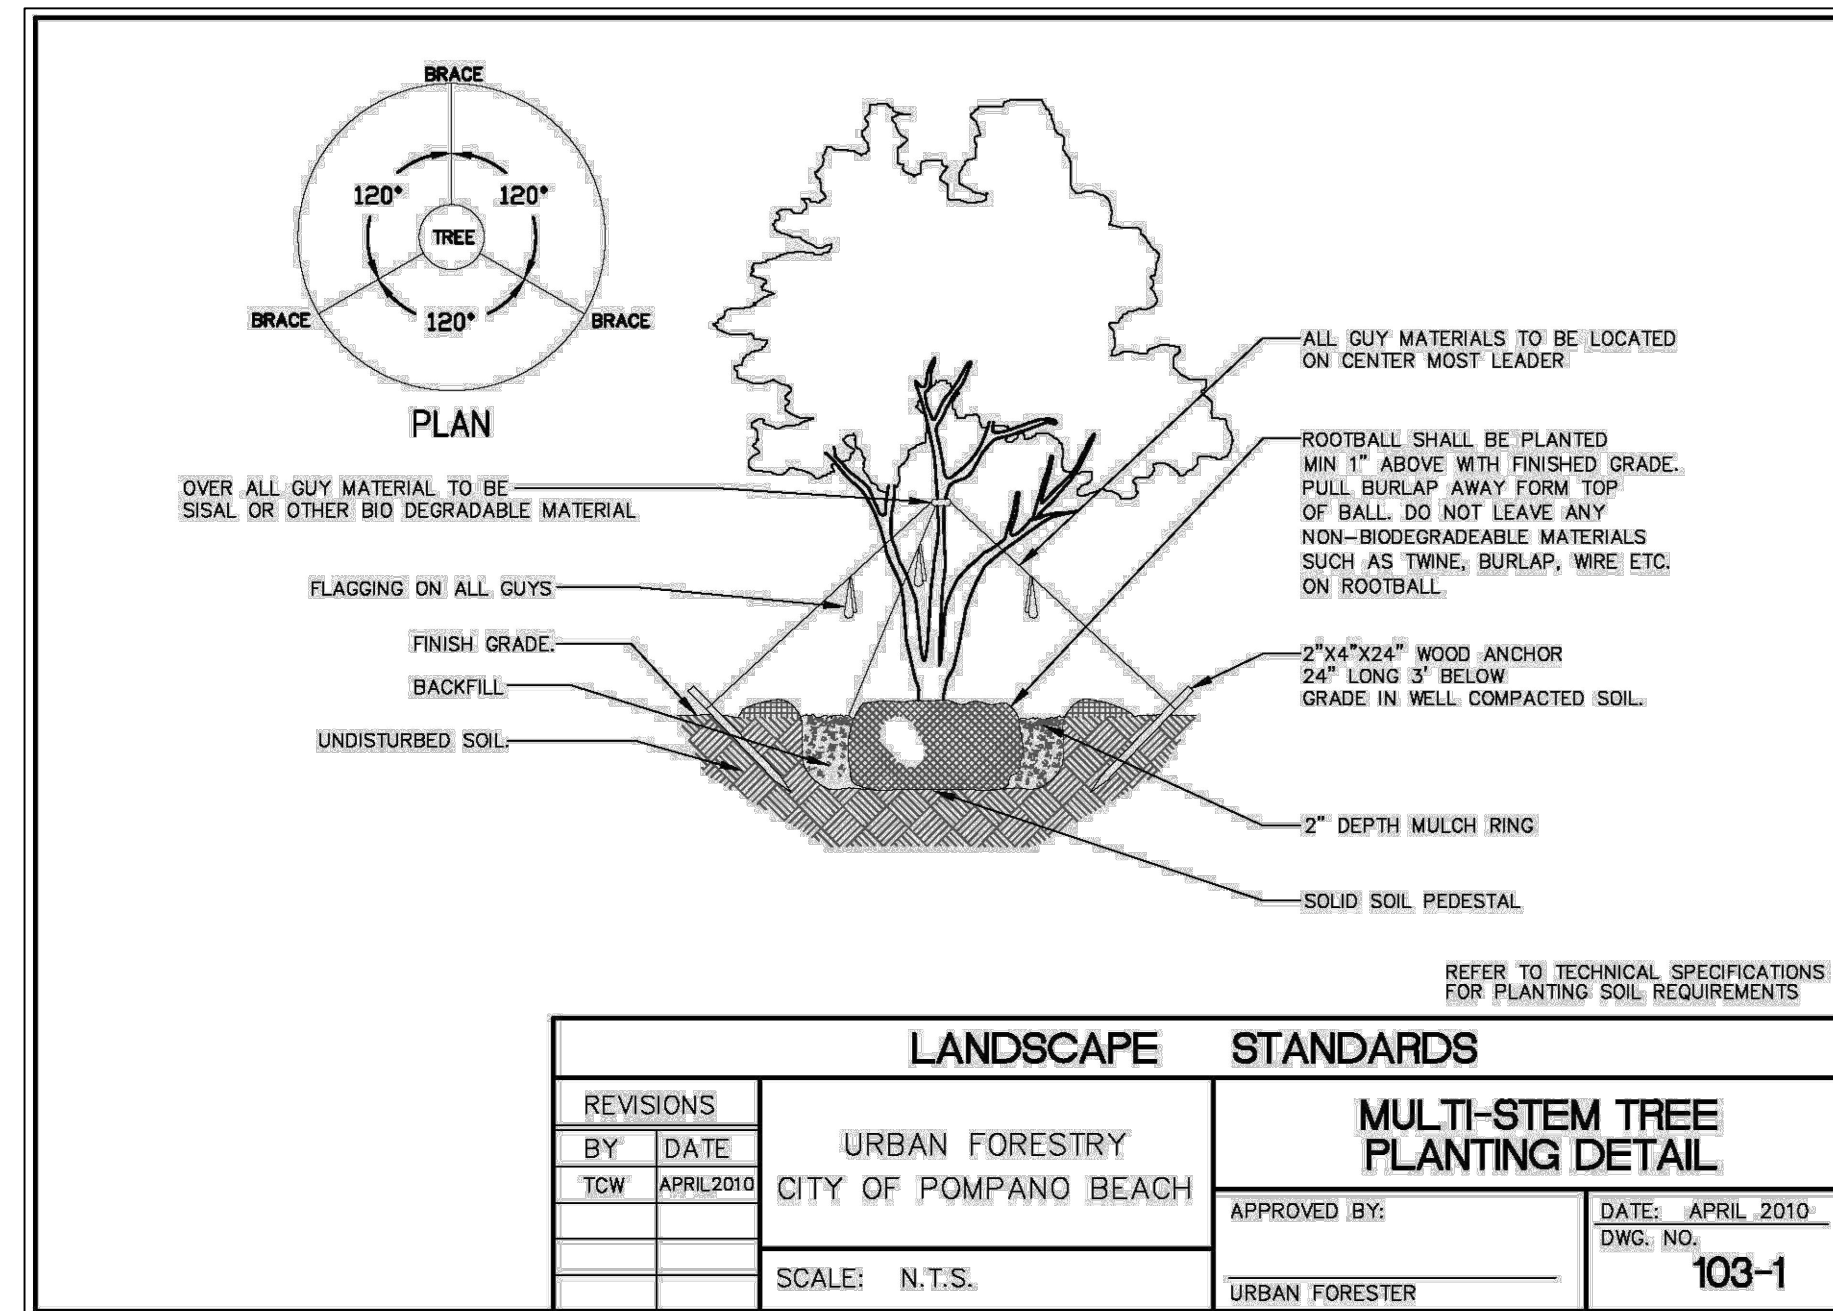 BRACE
120°
120°
TREE
BRACE
120°
BRACE
PLAN
OVER ALL GUY MATERIAL TO BE
SISAL OR OTHER BIO DEGRADABLE MATERIAL
FLAGGING ON ALL GUYS
FINISH GRADE.
BACKFILL
UNDISTURBED SOIL.
ALL GUY MATERIALS TO BE LOCATED
ON CENTER MOST LEADER
ROOTBALL SHALL BE PLANTED
MIN 1" ABOVE WITH FINISHED GRADE.
PULL BURLAP AWAY FORM TOP
OF BALL. DO NOT LEAVE ANY
NON-BIODEGRADEABLE MATERIALS
SUCH AS TWINE, BURLAP, WIRE ETC.
ON ROOTBALL
2"X4"X24" WOOD ANCHOR
24" LONG 3' BELOW
GRADE IN WELL COMPACTED SOIL.
2" DEPTH MULCH RING
SOLID SOIL PEDESTAL
REFER TO TECHNICAL SPECIFICATIONS
FOR PLANTING SOIL REQUIREMENTS
LANDSCAPE STANDARDS
REVISIONS
BY DATE
TCW APRIL2010
URBAN FORESTRY
CITY OF POMPANO BEACH
SCALE: N.T.S.
MULTI-STEM TREE
PLANTING DETAIL
APPROVED BY:
URBAN FORESTER
DATE: APRIL 2010
DWG. NO.
103-1